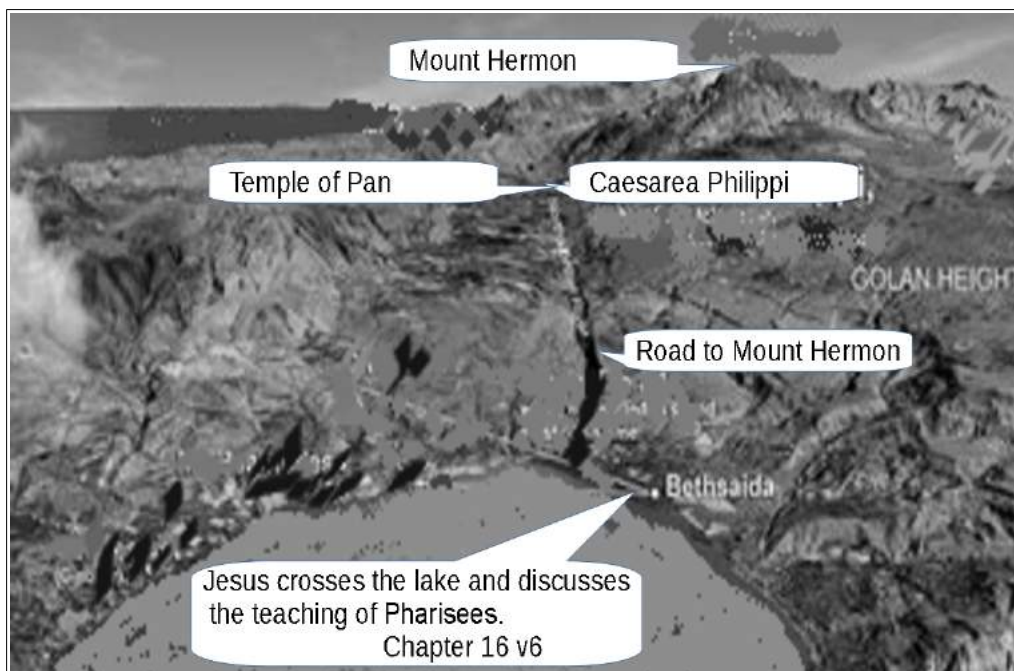 Mount Hermon
Temple of Pan
Caesarea Philippi
GOLAN HEIGHT
Road to Mount Hermon
Bethsaida
Jesus crosses the lake and discusses
the teaching of Pharisees.
Chapter 16 v6